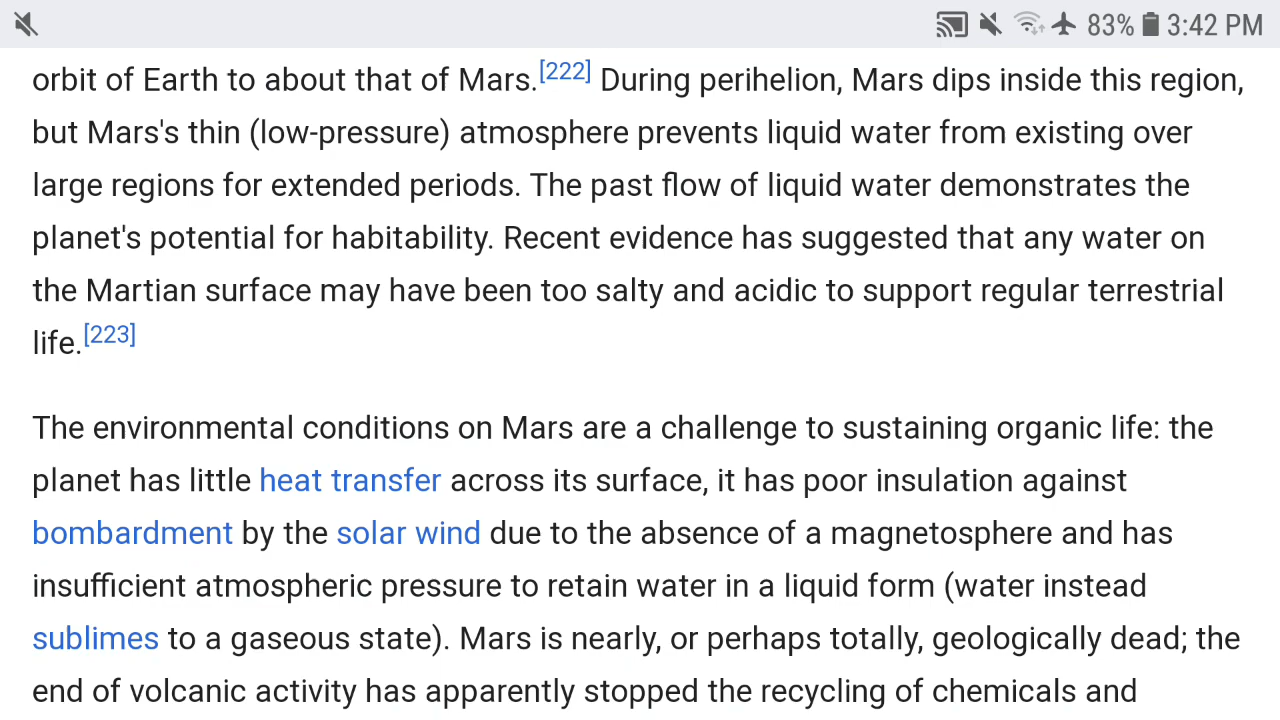 83% 3:42 PM
orbit of Earth to about that of Mars.[222] During perihelion, Mars dips inside this region,
but Mars's thin (low-pressure) atmosphere prevents liquid water from existing over
large regions for extended periods. The past flow of liquid water demonstrates the
planet's potential for habitability. Recent evidence has suggested that any water on
the Martian surface may have been too salty and acidic to support regular terrestrial
life.[223]
The environmental conditions on Mars are a challenge to sustaining organic life: the
planet has little heat transfer across its surface, it has poor insulation against
bombardment by the solar wind due to the absence of a magnetosphere and has
insufficient atmospheric pressure to retain water in a liquid form (water instead
sublimes to a gaseous state). Mars is nearly, or perhaps totally, geologically dead; the
end of volcanic activity has apparently stopped the recycling of chemicals and